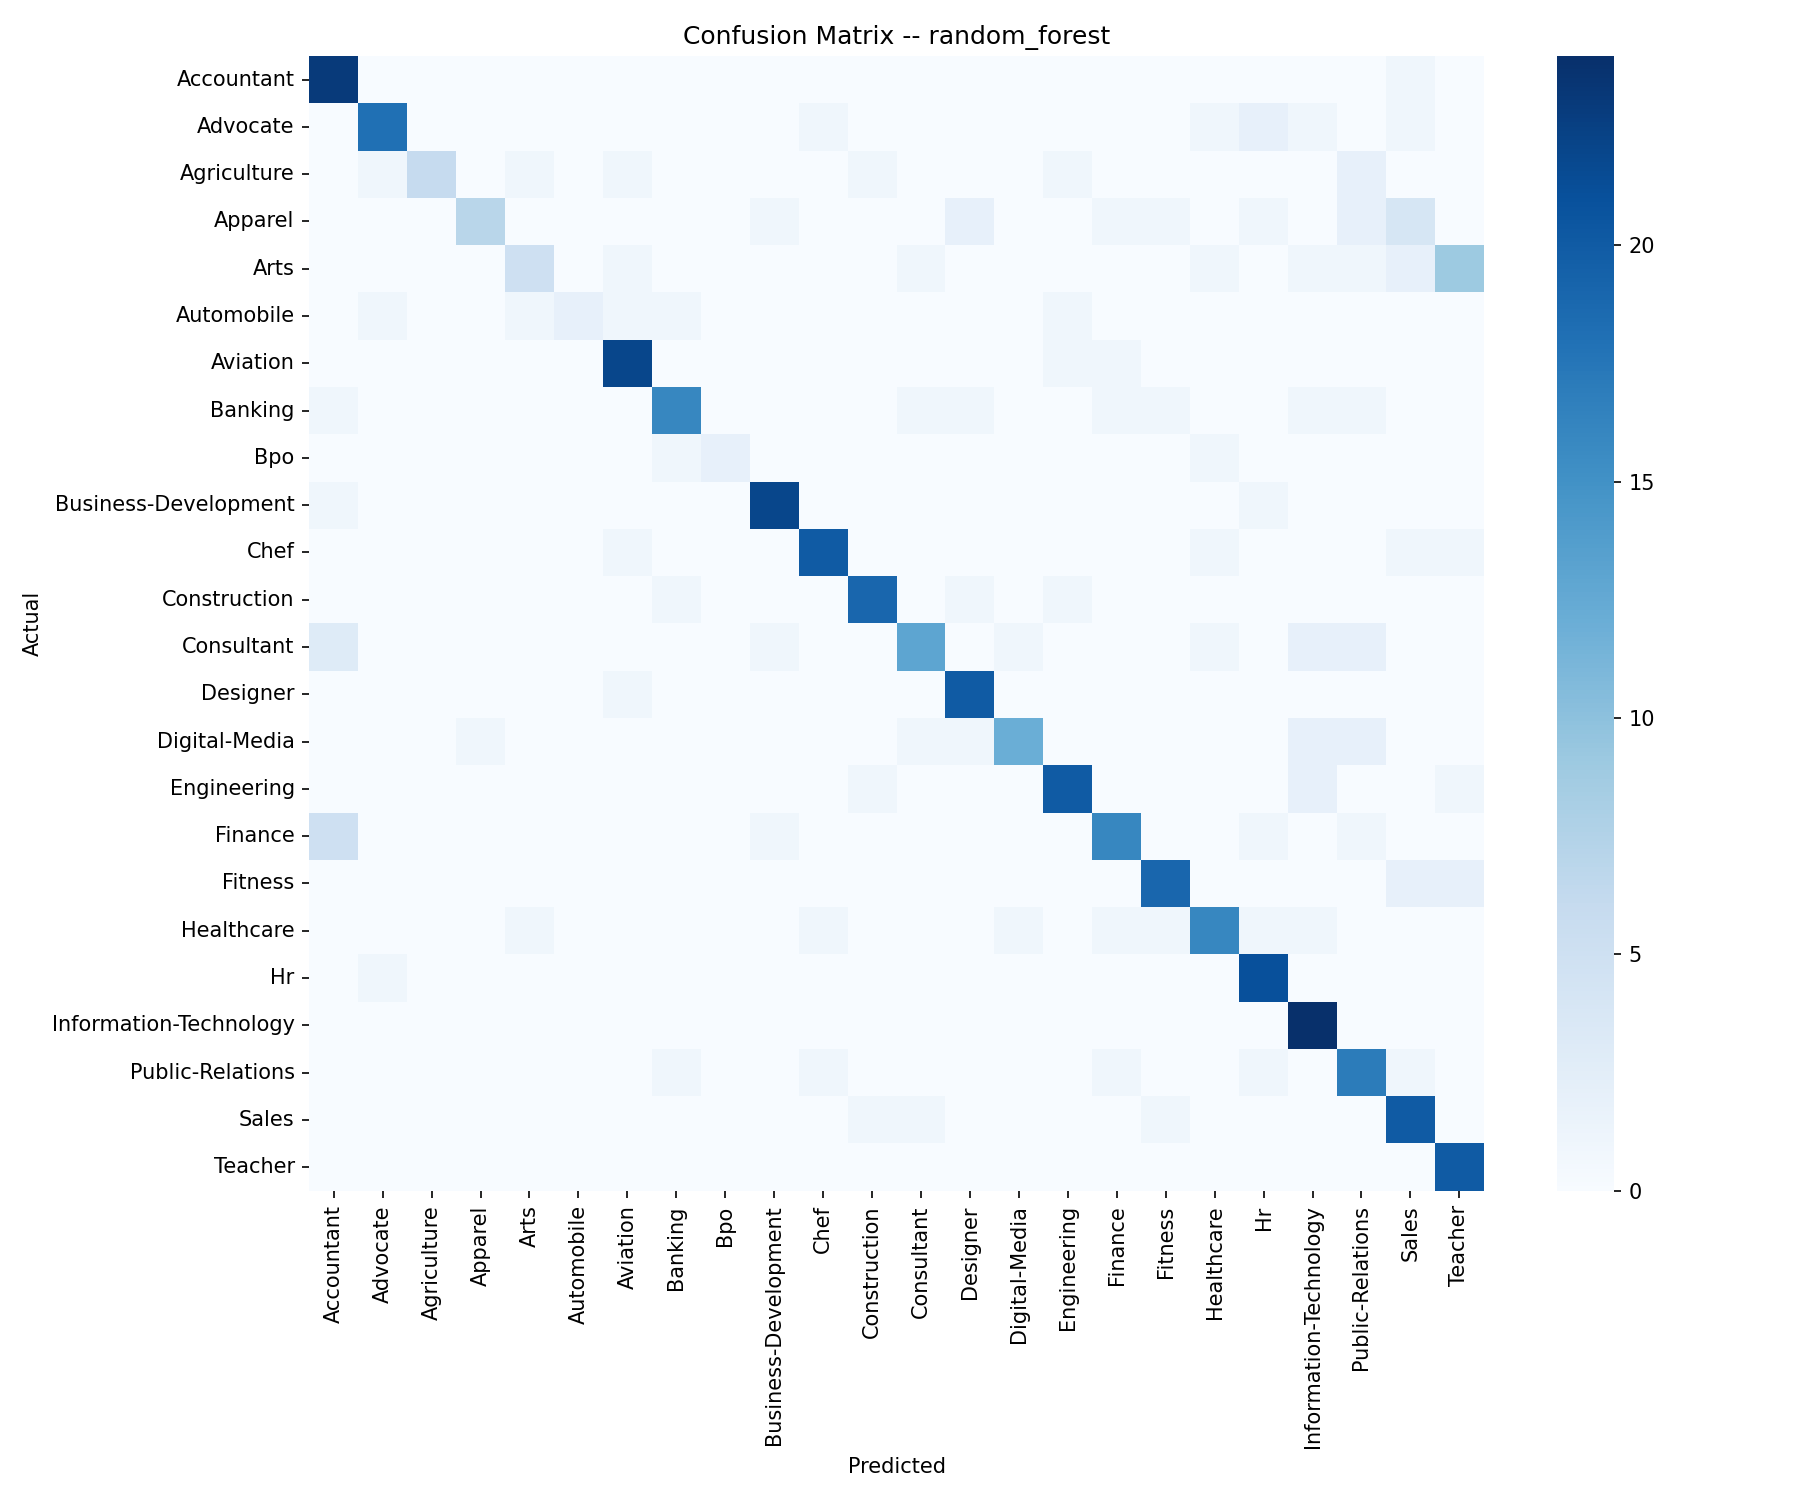 Confusion Matrix -- random_forest
Accountant
Advocate
Agriculture
Apparel
Arts
Automobile
Aviation
Banking
Bpo
Business-Development
Chef
Construction
Consultant
Designer
Digital-Media
Engineering
Finance
Fitness
Healthcare
Hr
Information-Technology
Public-Relations
Sales
Teacher
Actual
Accountant
Advocate
Agriculture
Apparel
Arts
Automobile
Aviation
Banking
Bpo
Business-Development
Chef
Construction
Consultant
Designer
Digital-Media
Engineering
Finance
Fitness
Healthcare
Hr
Information-Technology
Public-Relations
Sales
Teacher
Predicted
20
15
10
5
0